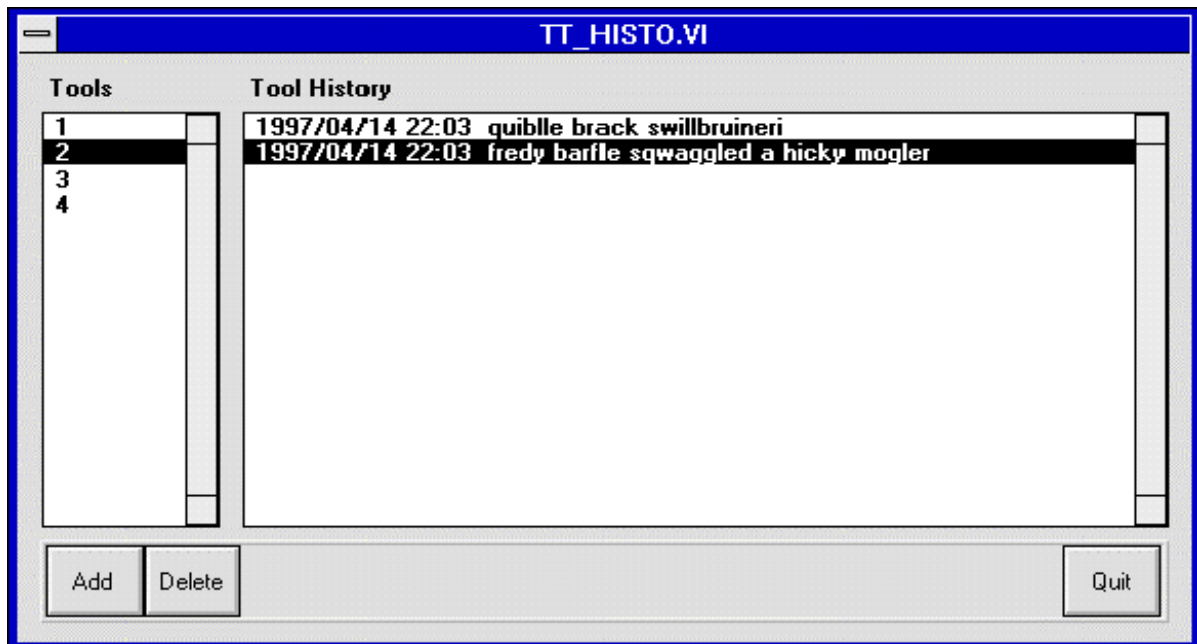 TT_HISTO.VI
Tools
Tool History
1
2
3
4
1997/04/14 22:03 quiblle brack swillbruineri
1997/04/14 22:03 fredy barfle sqwaggled a hicky mogler
Add
Delete
Quit